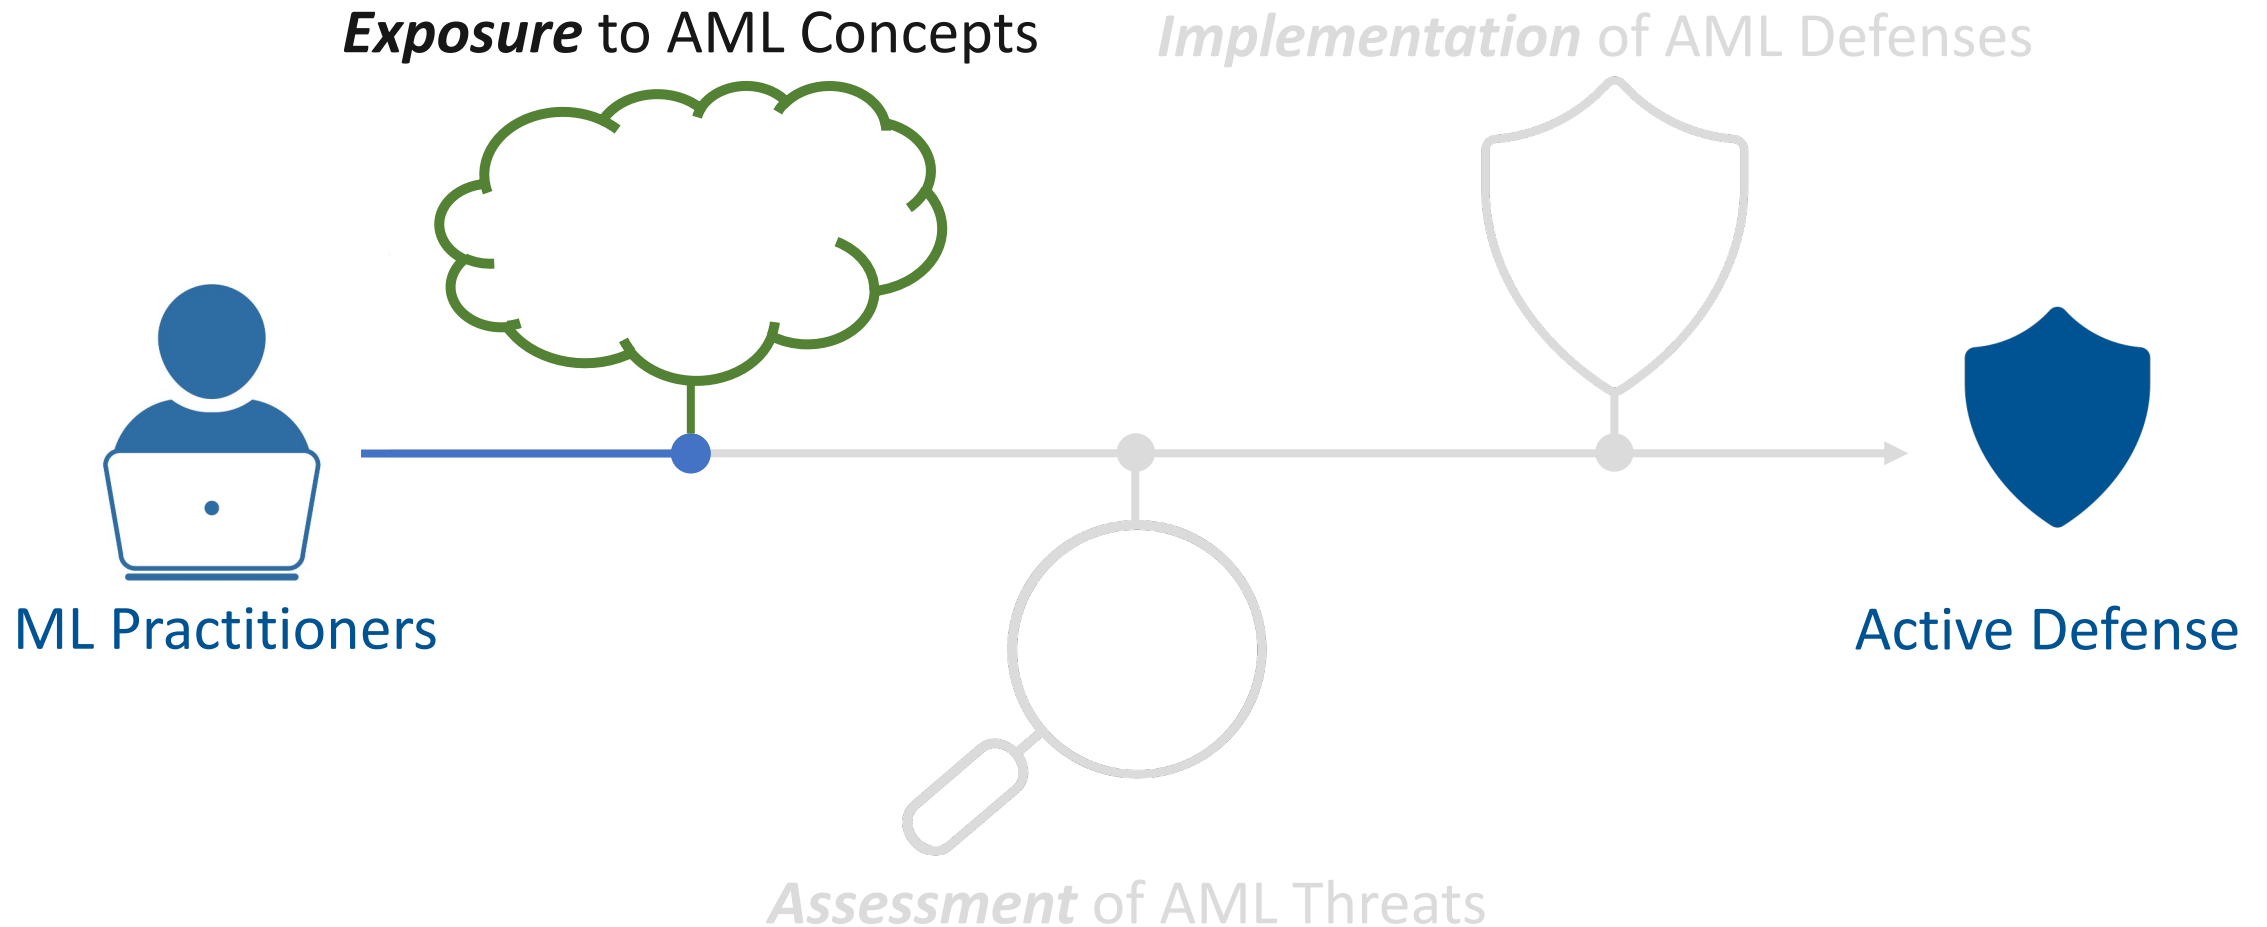 Exposure to AML Concepts
Implementation of AML Defenses
ML Practitioners
Active Defense
Assessment of AML Threats